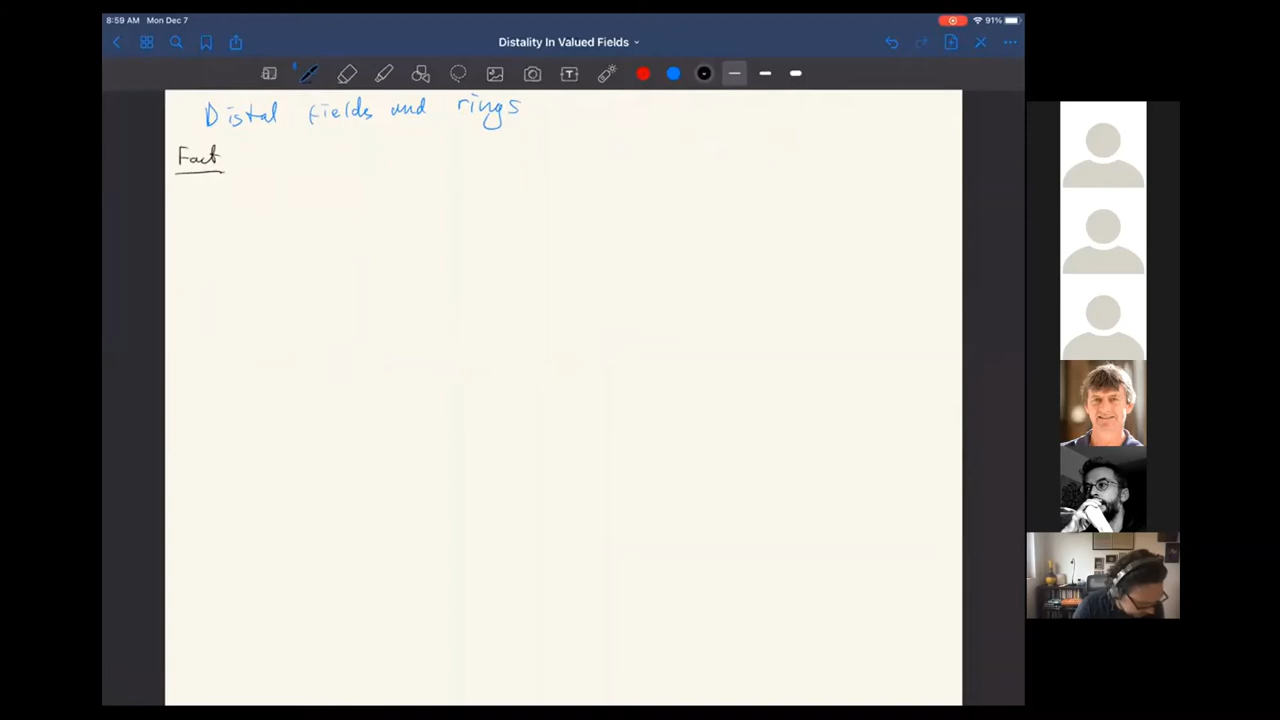 8:59 AM Mon Dec 7
91%
Distality In Valued Fields
T
Distal fields and rings
Fact